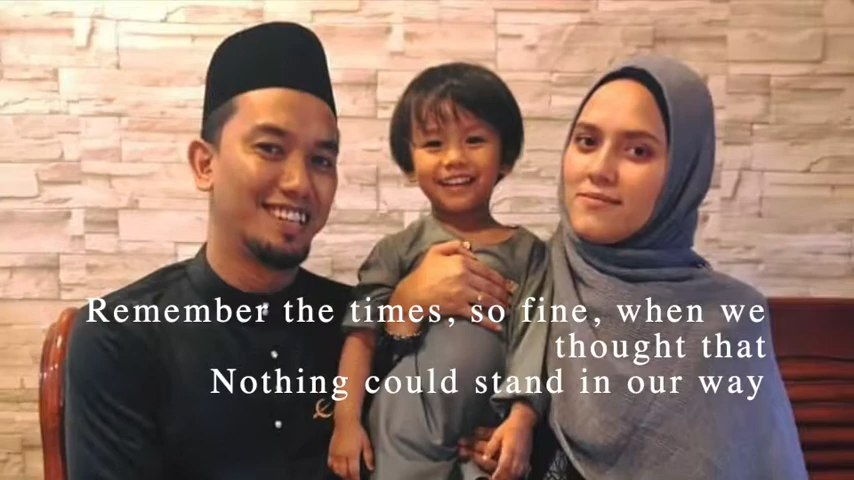 Remember the times, so fine, when we
thought that
Nothing could stand in our way